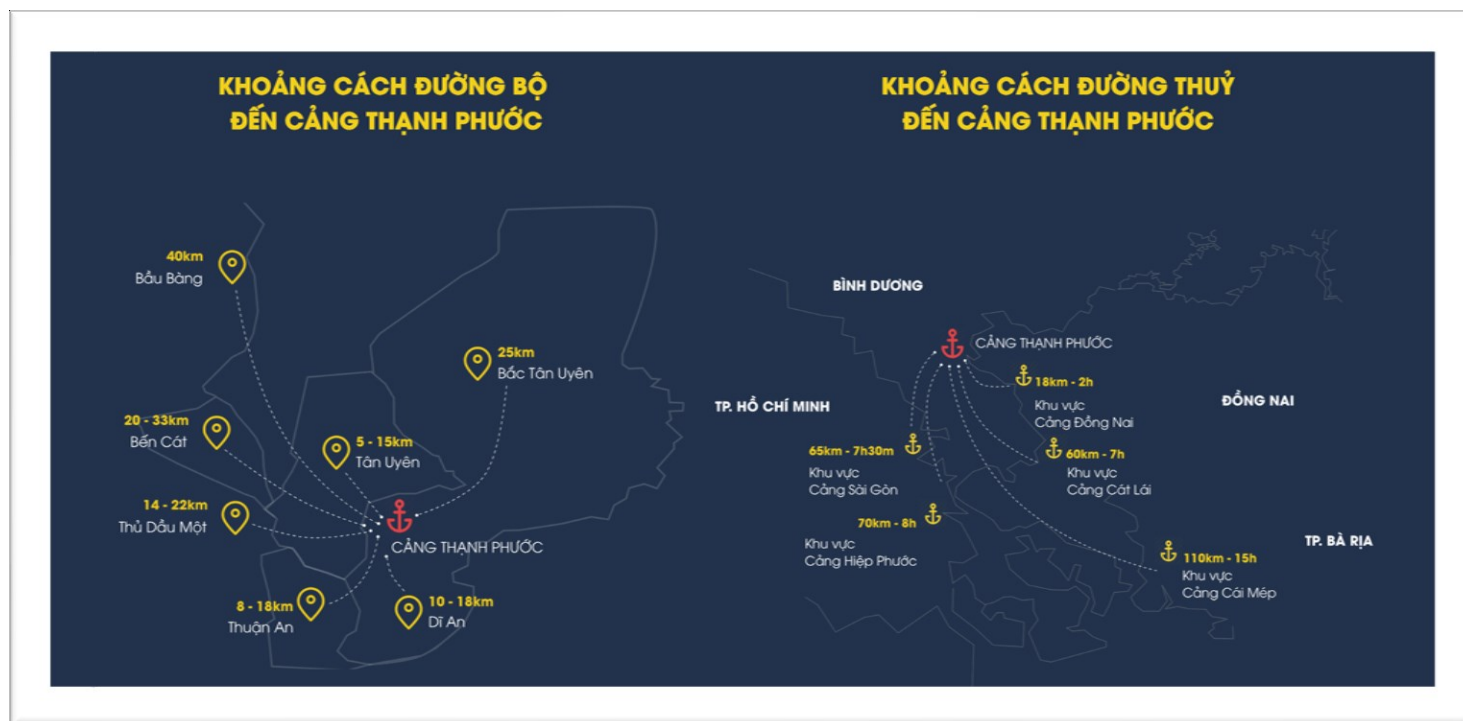 KHOẢNG CÁCH ĐƯỜNG BỘ
ĐẾN CẢNG THẠNH PHƯỚC
40km
Bầu Bàng
25km
Bắc Tân Uyên
20 - 33km
Bến Cát
5 - 15km
Tân Uyên
14 - 22km
Thủ Dầu Một
CẢNG THẠNH PHƯỚC
8 - 18km
Thuận An
10 - 18km
Dĩ An
KHOẢNG CÁCH ĐƯỜNG THUỶ
ĐẾN CẢNG THẠNH PHƯỚC
BÌNH DƯƠNG
CẢNG THẠNH PHƯỚC
18km - 2h
Khu vực
Cảng Đồng Nai
TP. HỒ CHÍ MINH
ĐỒNG NAI
65km - 7h30m
Khu vực
Cảng Sài Gòn
60km - 7h
Khu vực
Cảng Cát Lái
70km - 8h
Khu vực
Cảng Hiệp Phước
TP. BÀ RỊA
110km - 15h
Khu vực
Cảng Cái Mép